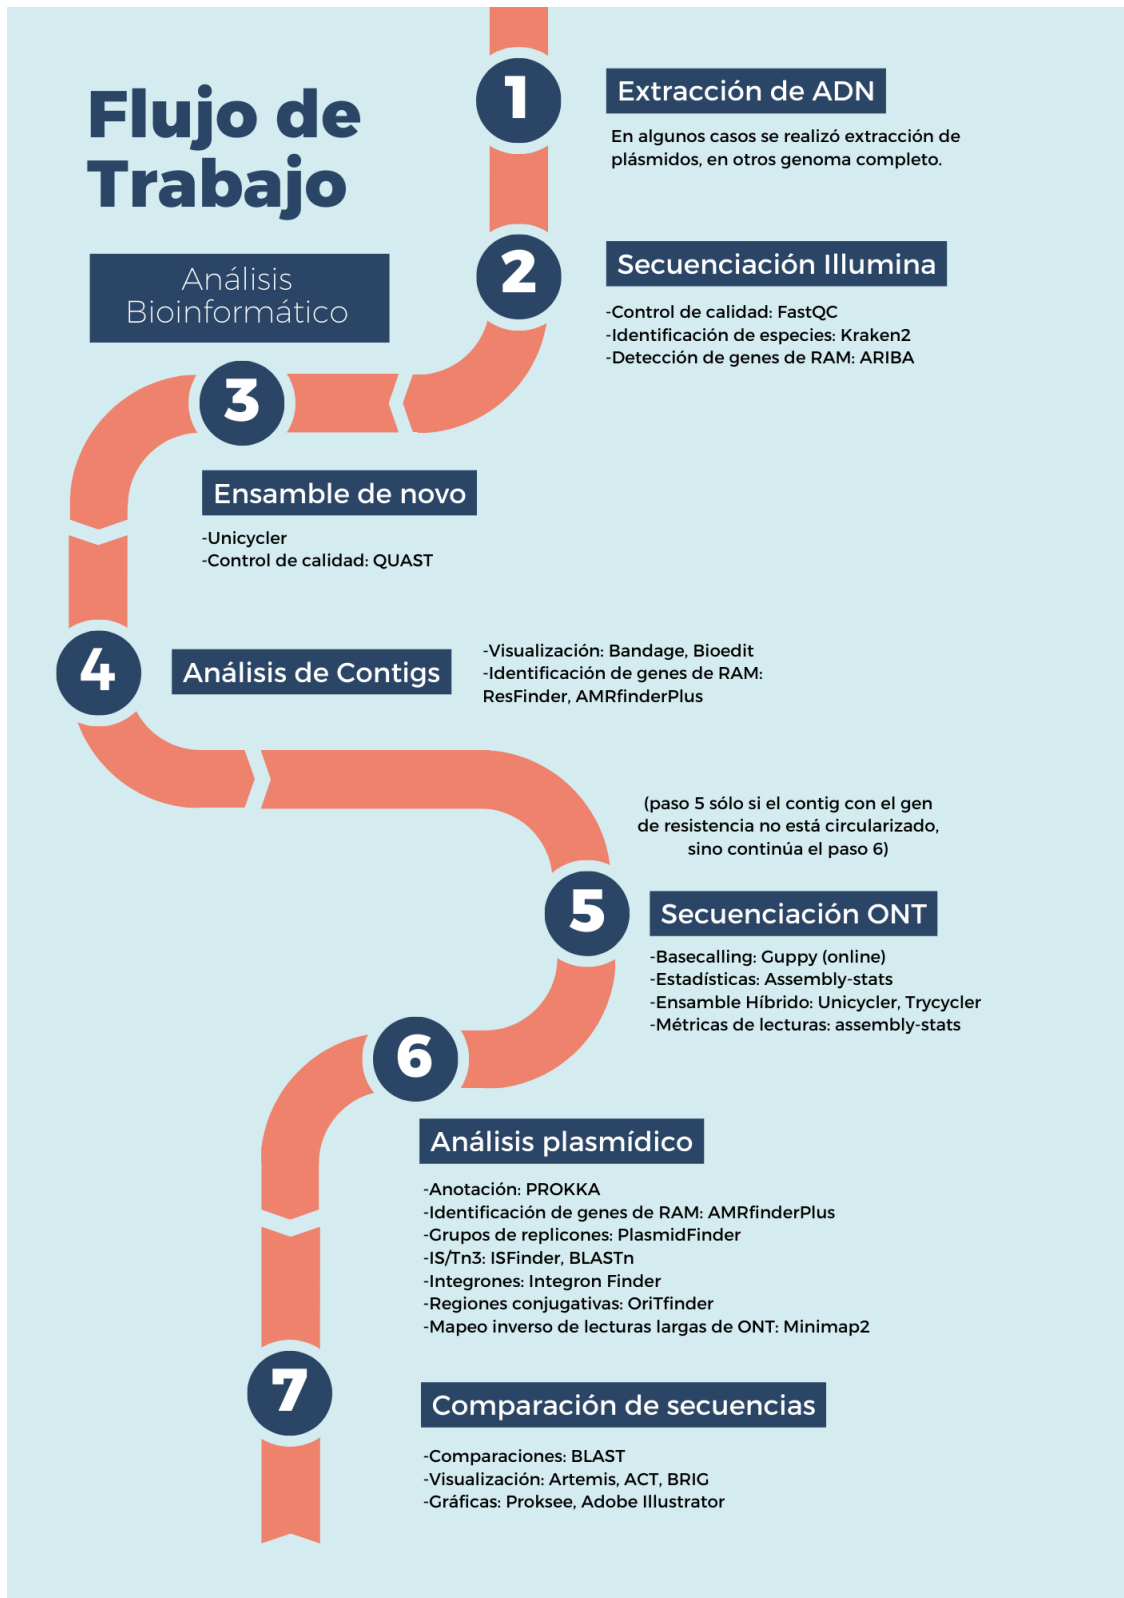 Flujo de
Trabajo
Análisis
Bioinformático
1
Extracción de ADN
En algunos casos se realizó extracción de
plásmidos, en otros genoma completo.
2
Secuenciación Illumina
-Control de calidad: FastQC
-Identificación de especies: Kraken2
-Detección de genes de RAM: ARIBA
3
Ensamble de novo
-Unicycler
-Control de calidad: QUAST
4
Análisis de Contigs
-Visualización: Bandage, Bioedit
-Identificación de genes de RAM:
ResFinder, AMRfinderPlus
(paso 5 sólo si el contig con el gen
de resistencia no está circularizado,
sino continúa el paso 6)
5
Secuenciación ONT
-Basecalling: Guppy (online)
-Estadísticas: Assembly-stats
-Ensamble Híbrido: Unicycler, Trycycler
-Métricas de lecturas: assembly-stats
6
Análisis plasmídico
-Anotación: PROKKA
-Identificación de genes de RAM: AMRfinderPlus
-Grupos de replicones: PlasmidFinder
-IS/Tn3: ISFinder, BLASTn
-Integrones: Integron Finder
-Regiones conjugativas: OriTfinder
-Mapeo inverso de lecturas largas de ONT: Minimap2
7
Comparación de secuencias
-Comparaciones: BLAST
-Visualización: Artemis, ACT, BRIG
-Gráficas: Proksee, Adobe Illustrator